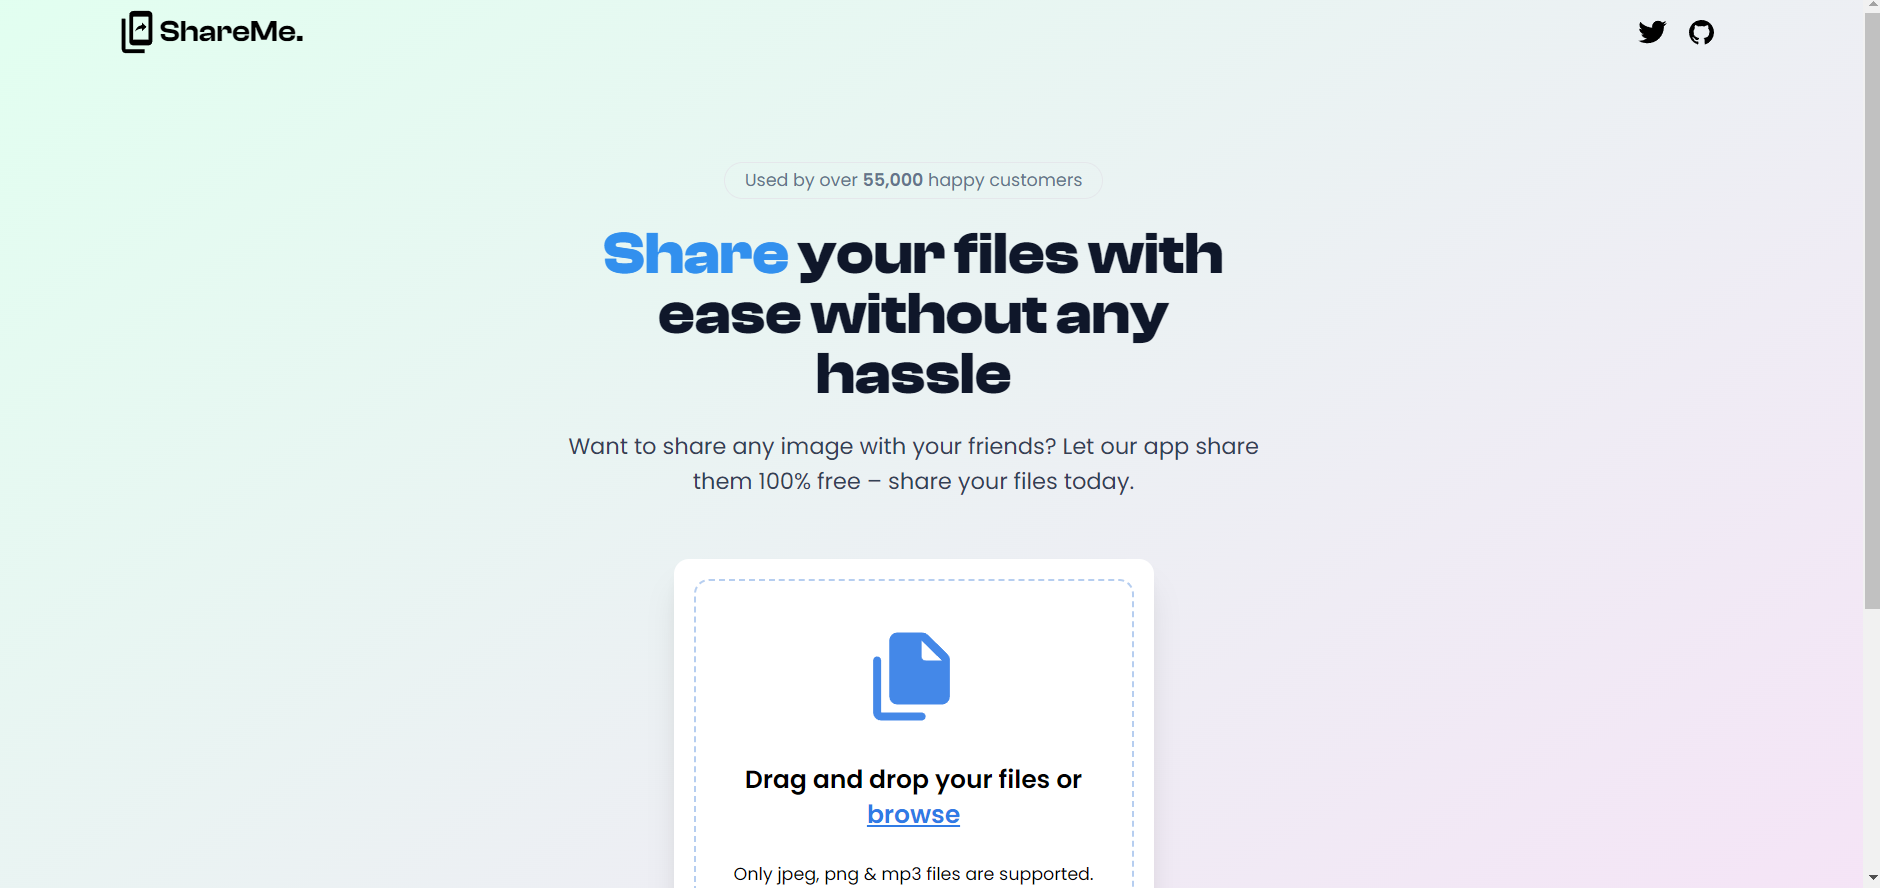 ShareMe.
Used by over 55,000 happy customers
Share your files with
ease without any
hassle
Want to share any image with your friends? Let our app share
them 100% free – share your files today.
Drag and drop your files or
browse
Only jpeg, png & mp3 files are supported.